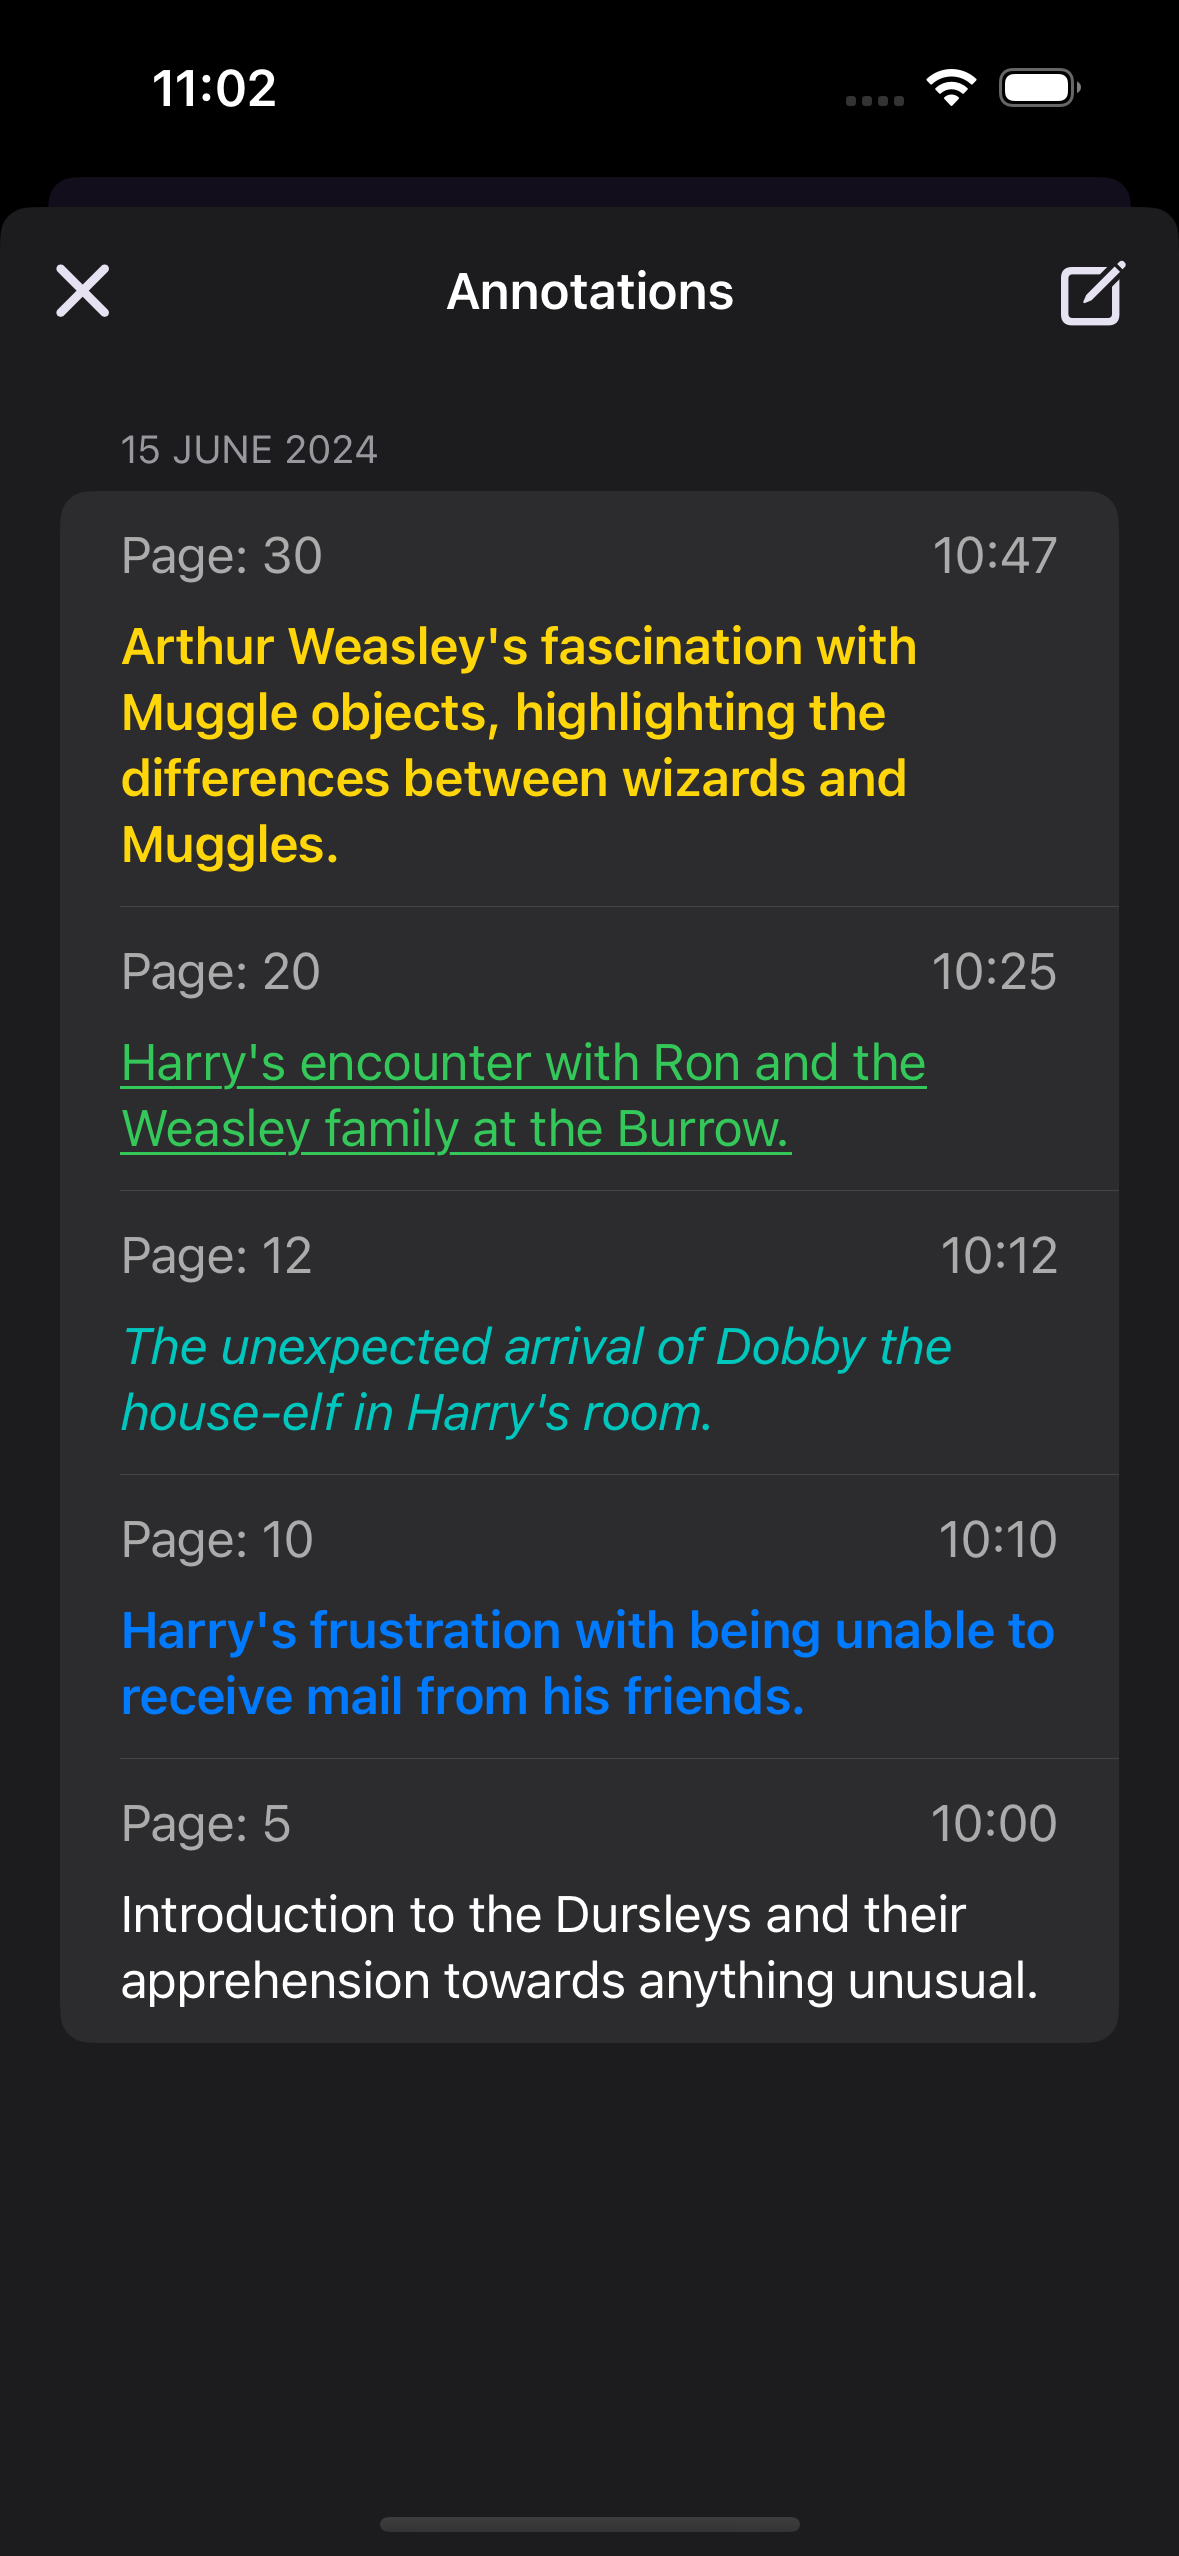 11:02
Annotations
15 JUNE 2024
Page: 30 10:47
Arthur Weasley's fascination with
Muggle objects, highlighting the
differences between wizards and
Muggles.
Page: 20 10:25
Harry's encounter with Ron and the
Weasley family at the Burrow.
Page: 12 10:12
The unexpected arrival of Dobby the
house-elf in Harry's room.
Page: 10 10:10
Harry's frustration with being unable to
receive mail from his friends.
Page: 5 10:00
Introduction to the Dursleys and their
apprehension towards anything unusual.